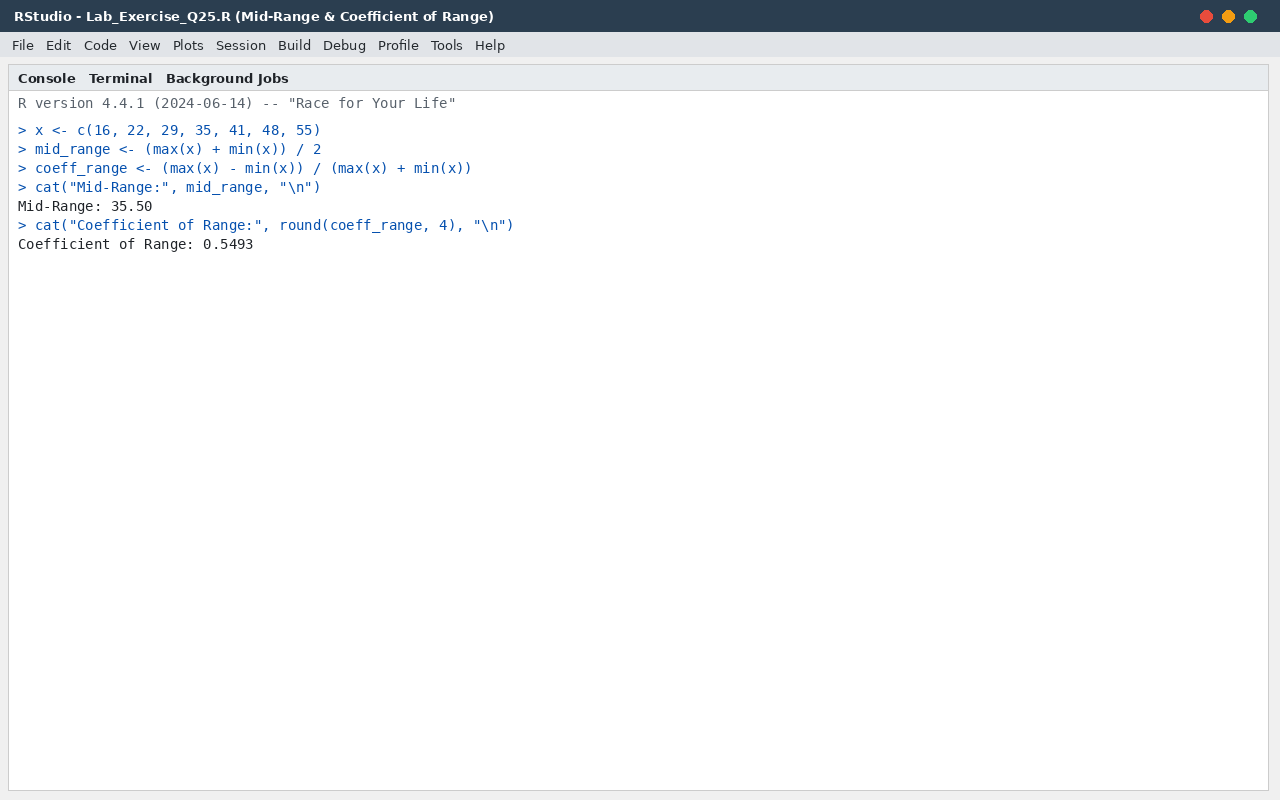 RStudio - Lab_Exercise_Q25.R (Mid-Range & Coefficient of Range)
File Edit Code View Plots Session Build Debug Profile Tools Help
Console Terminal Background Jobs
R version 4.4.1 (2024-06-14) -- "Race for Your Life"
> x <- c(16, 22, 29, 35, 41, 48, 55)
> mid_range <- (max(x) + min(x)) / 2
> coeff_range <- (max(x) - min(x)) / (max(x) + min(x))
> cat("Mid-Range:", mid_range, "\n")
Mid-Range: 35.50
> cat("Coefficient of Range:", round(coeff_range, 4), "\n")
Coefficient of Range: 0.5493